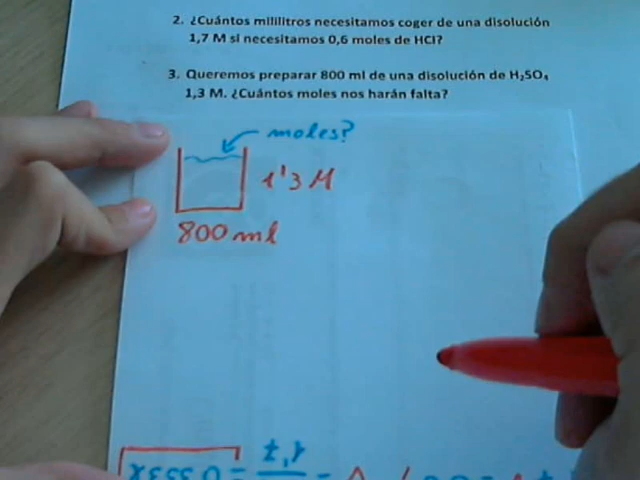 2. ¿Cuántos mililitros necesitamos coger de una disolución
1,7 M si necesitamos 0,6 moles de HCl?
3. Queremos preparar 800 ml de una disolución de H₂SO₄
1,3 M. ¿Cuántos moles nos harán falta?
moles?
1'3 M
800 ml